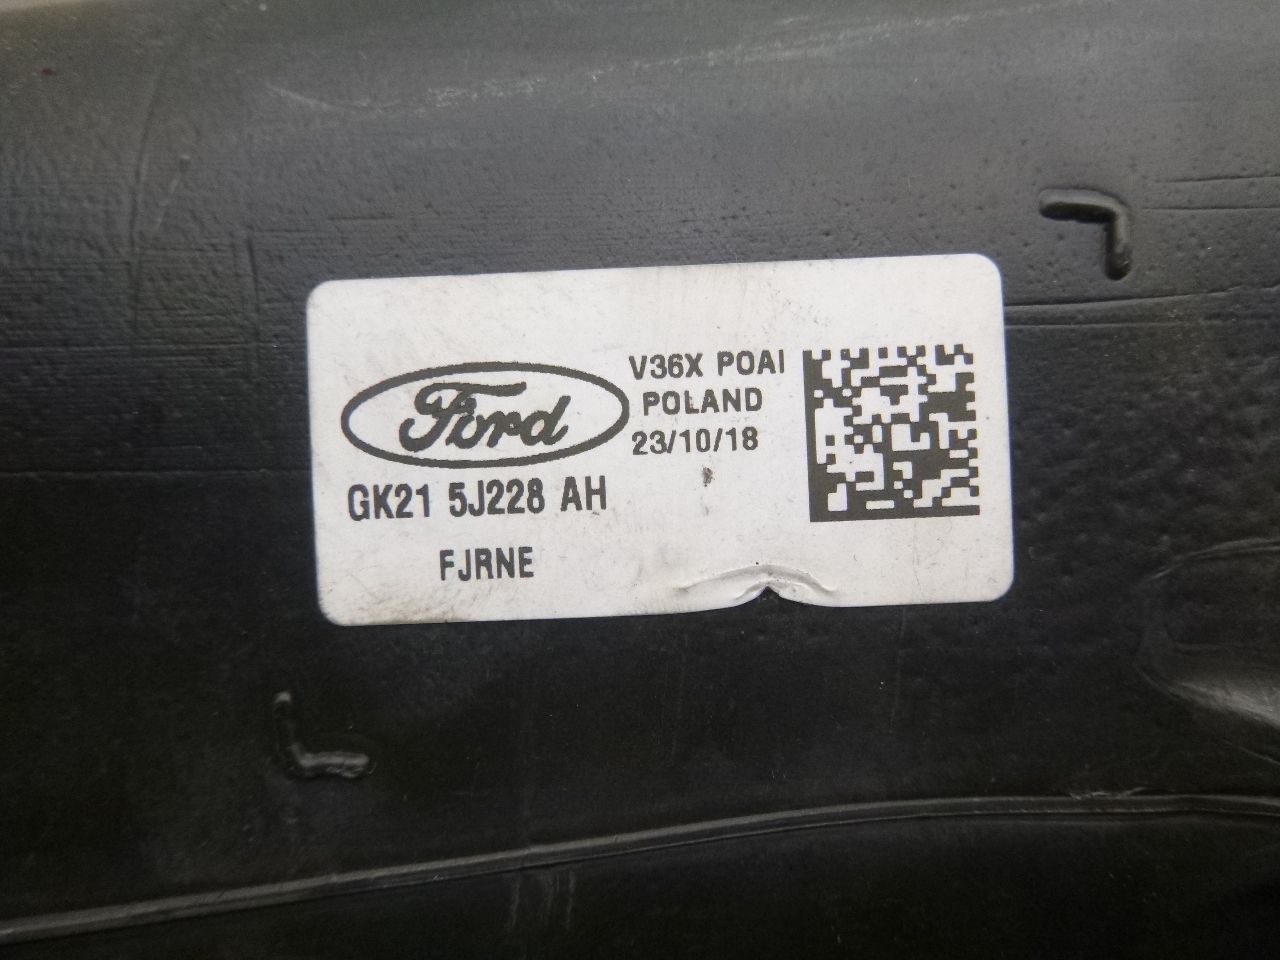 Ford
V36X POAI
POLAND
23/10/18
GK21 5J228 AH
FJRNE